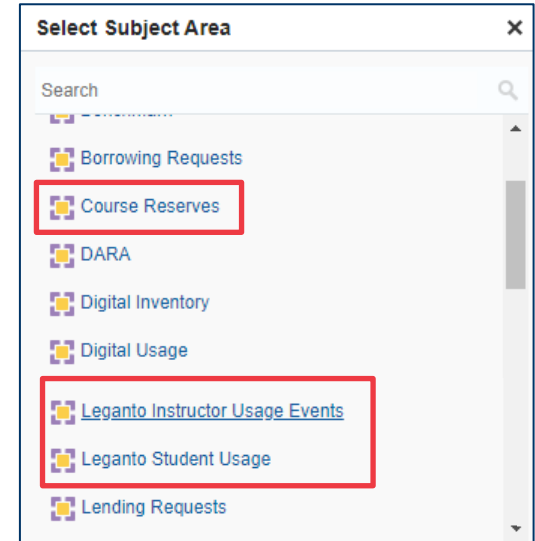 Select Subject Area
Search
Borrowing Requests
Course Reserves
DARA
Digital Inventory
Digital Usage
Leganto Instructor Usage Events
Leganto Student Usage
Lending Requests